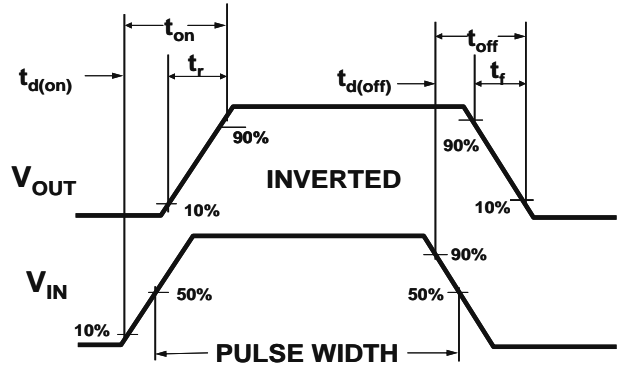 t_on
t_off
t_d(on)
t_r
t_d(off)
t_f
90%
90%
V_OUT
INVERTED
10%
10%
90%
V_IN
50%
50%
10%
PULSE WIDTH